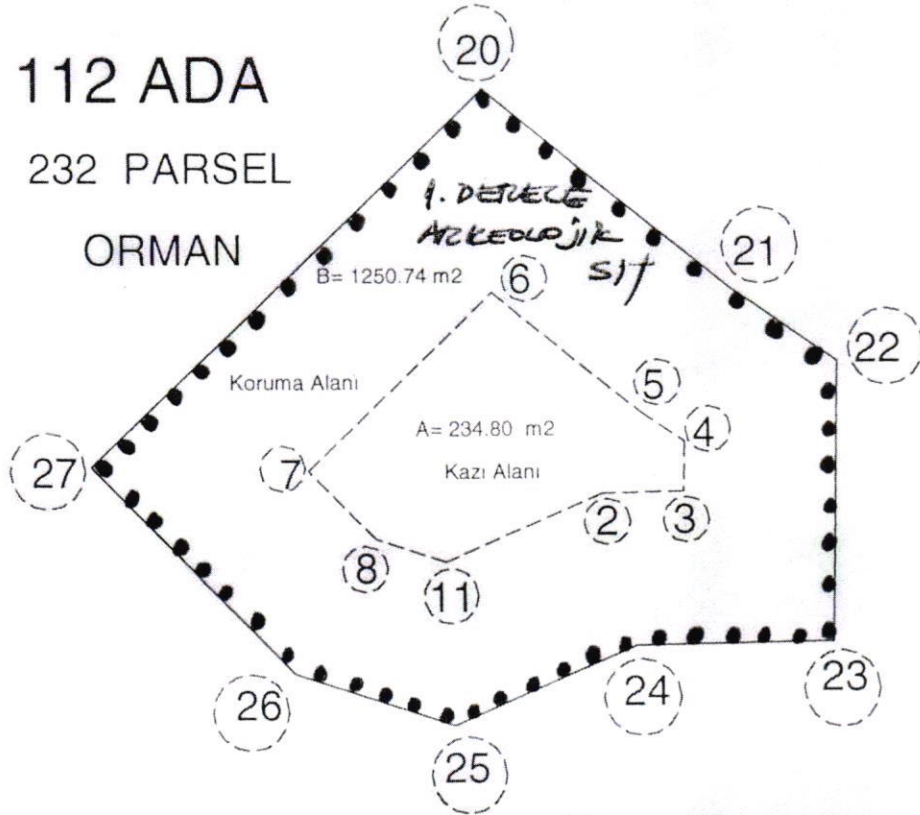 20
112 ADA
232 PARSEL
ORMAN
1. DERECE
ARKEOLOJİK
SİT
21
B= 1250.74 m2
6
22
Koruma Alanı
5
4
A= 234.80 m2
27
7
Kazı Alanı
2
3
8
11
24
23
26
25